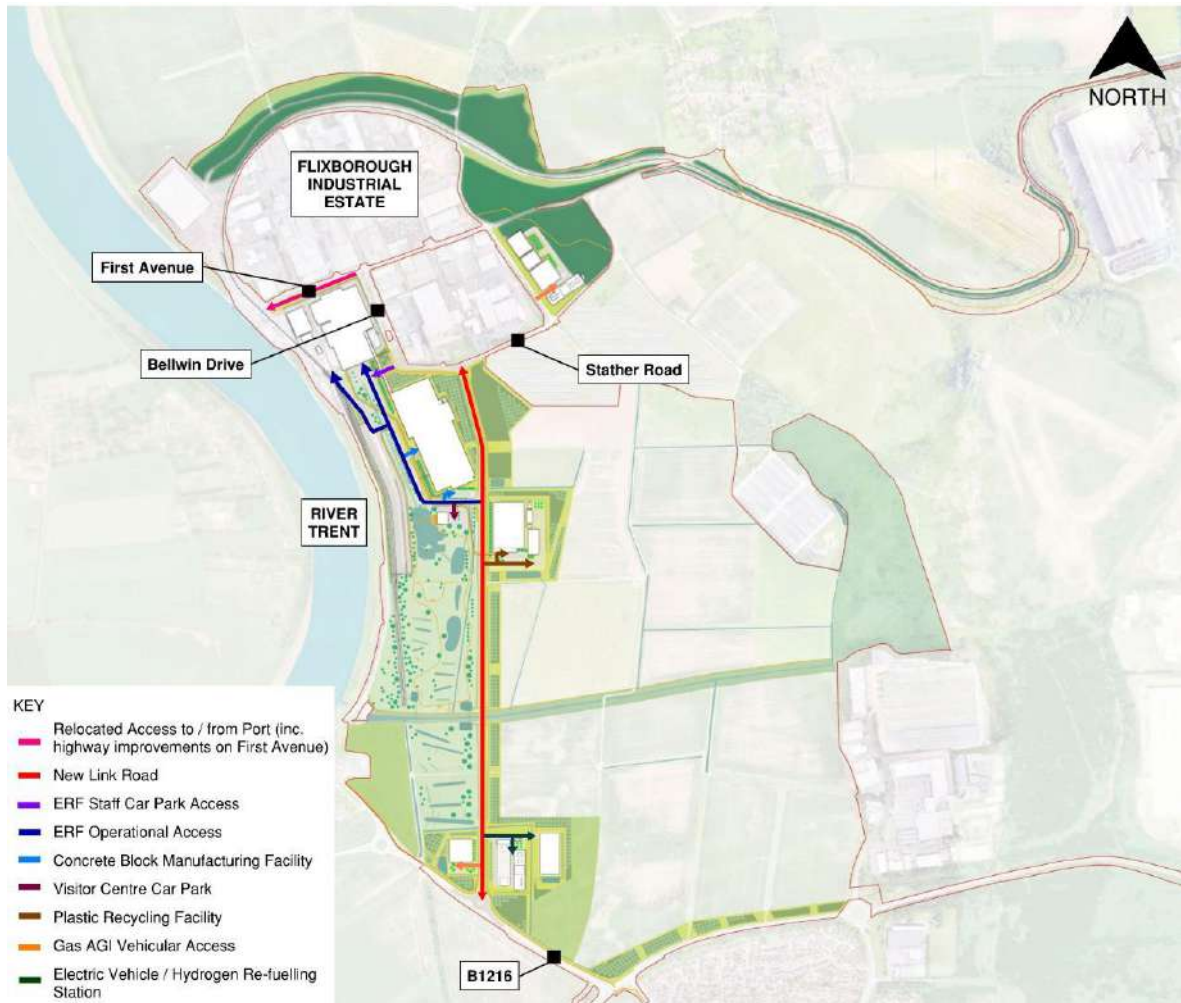 NORTH
FLIXBOROUGH
INDUSTRIAL
ESTATE
First Avenue
Bellwin Drive
Stather Road
RIVER
TRENT
KEY
Relocated Access to / from Port (inc.
highway improvements on First Avenue)
New Link Road
ERF Staff Car Park Access
ERF Operational Access
Concrete Block Manufacturing Facility
Visitor Centre Car Park
Plastic Recycling Facility
Gas AGI Vehicular Access
Electric Vehicle / Hydrogen Re-fuelling
Station
B1216